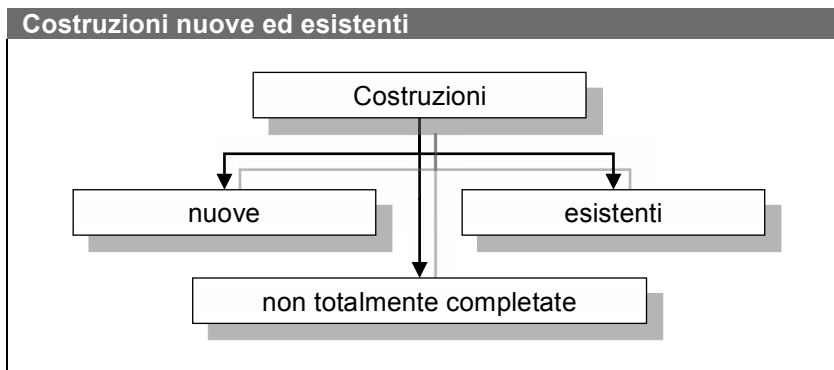 Costruzioni nuove ed esistenti
Costruzioni
nuove
esistenti
non totalmente completate